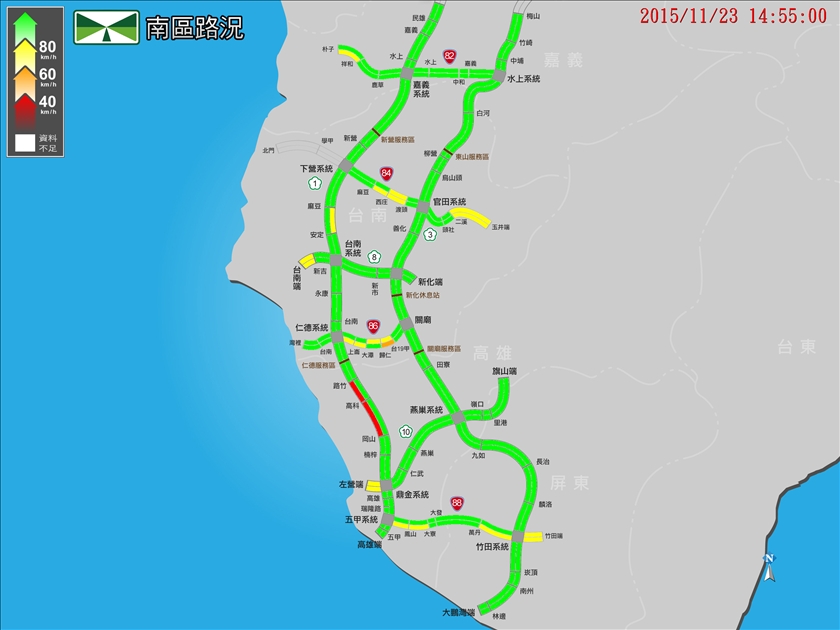 南區路況
2015/11/23 14:55:00
80
km/h
60
km/h
40
km/h
資料
不足
民雄
嘉義
梅山
竹崎
朴子
祥和
水上
水上
82
嘉義
中埔
嘉義
鹿草
嘉義
系統
中和
水上系統
白河
新營
新營服務區
學甲
北門
柳營
東山服務區
下營系統
84
烏山頭
1
麻豆
西庄
渡頭
官田系統
麻豆
台南
二溪
頭社
玉井端
善化
3
安定
台南
系統
8
台南端
新吉
新市
新化端
永康
新化休息站
仁德系統
台南
86
關廟
台東
灣裡
台南
上崙
大潭
歸仁
台19甲
關廟服務區
高雄
仁德服務區
田寮
旗山端
路竹
高科
燕巢系統
嶺口
里港
岡山
10
楠梓
燕巢
九如
長治
仁武
左營端
屏東
高雄
鼎金系統
瑞隆路
88
麟洛
五甲系統
大發
五甲
鳳山
大寮
萬丹
竹田端
高雄端
竹田系統
N
崁頂
南州
大鵬灣端
林邊